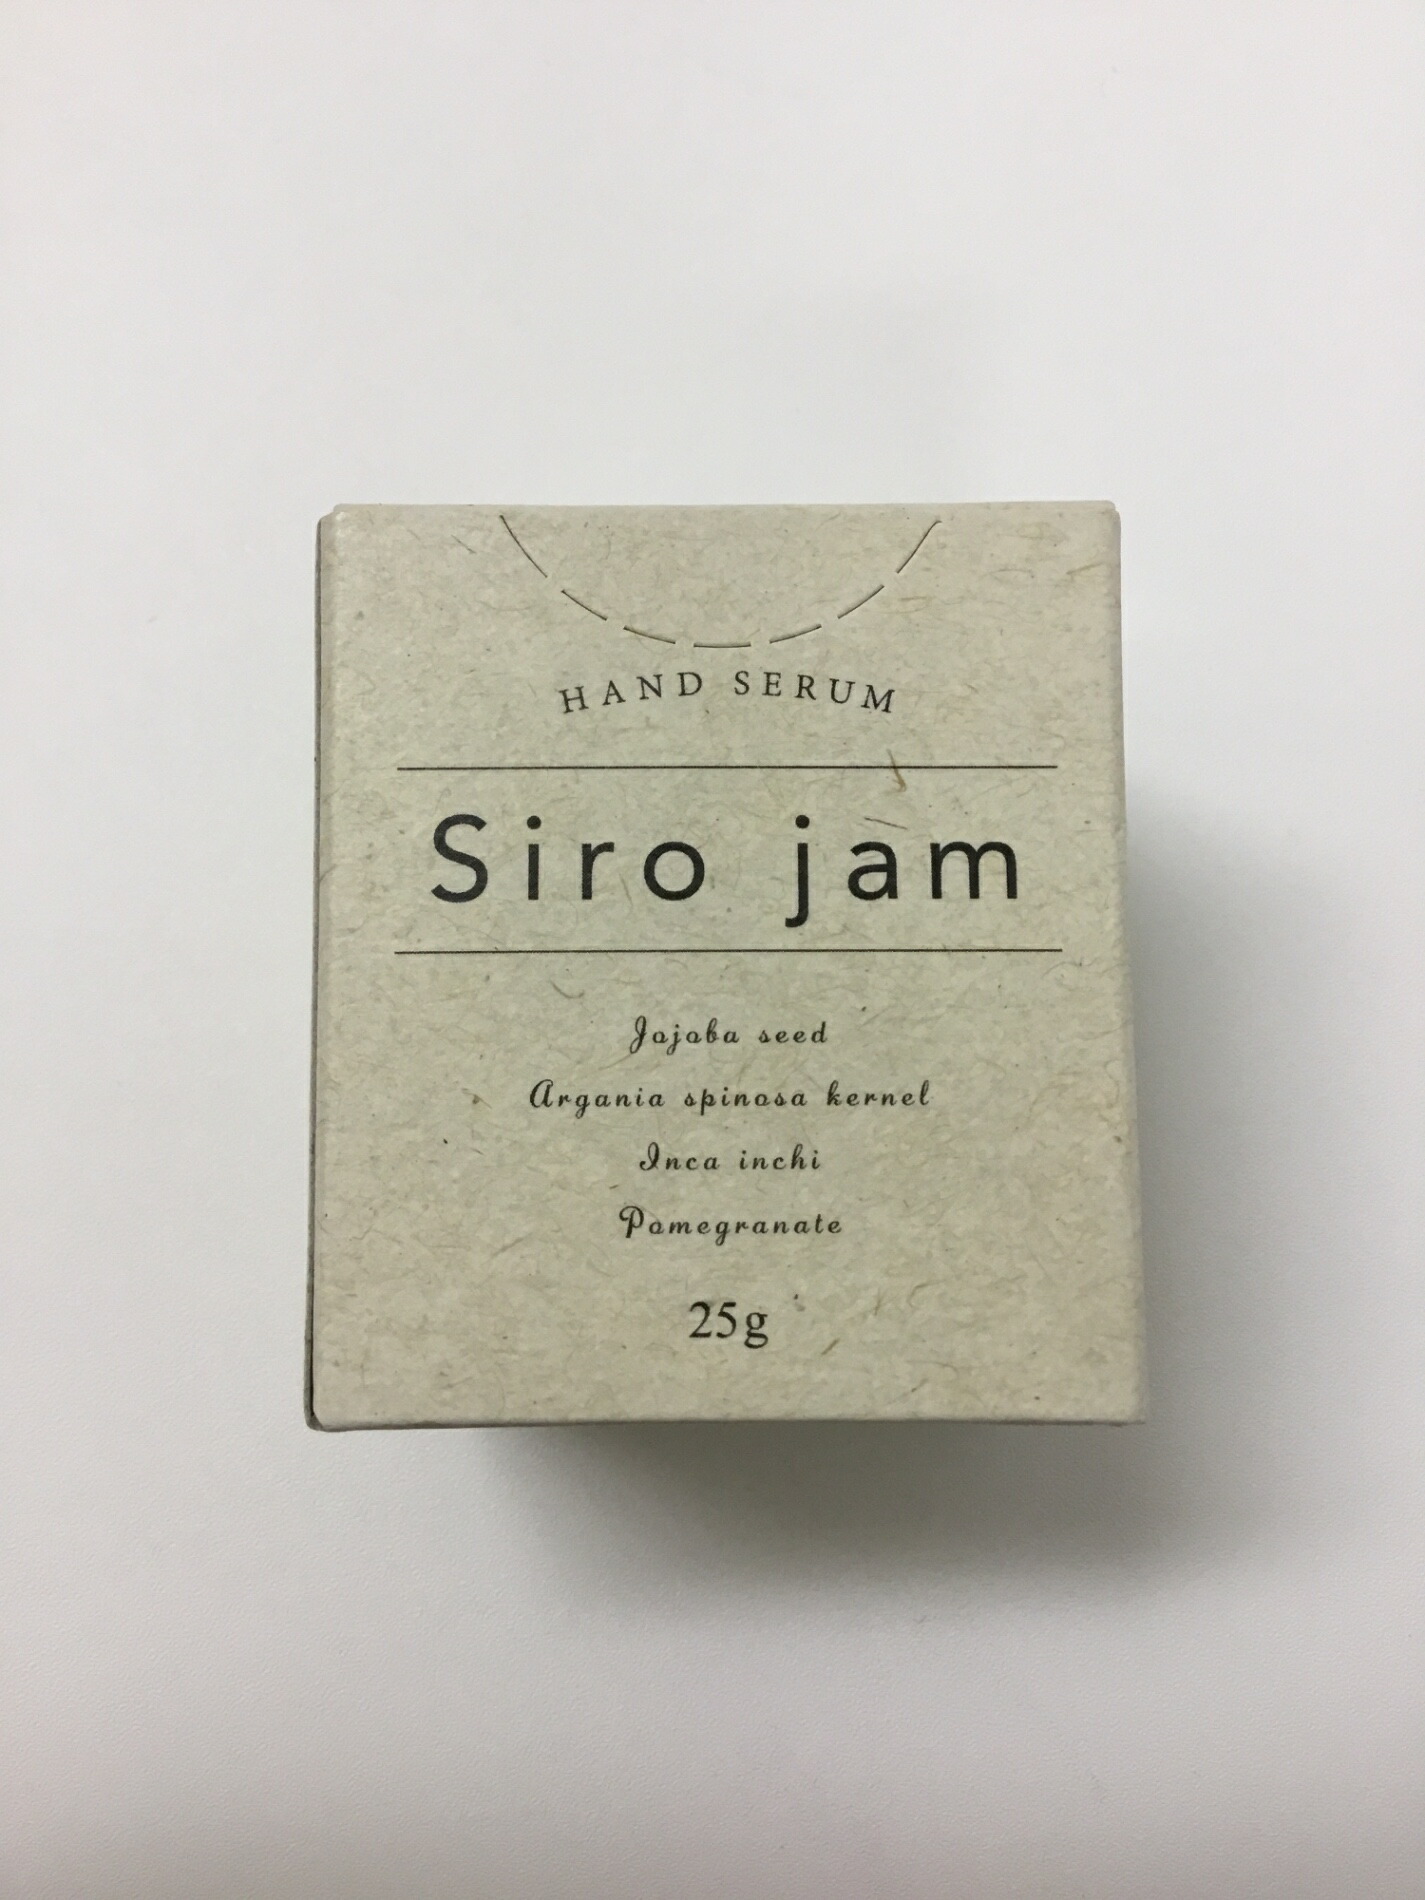 HAND SERUM
Siro jam
Jojoba seed
Argania spinosa kernel
Inca inchi
Pomegranate
25g